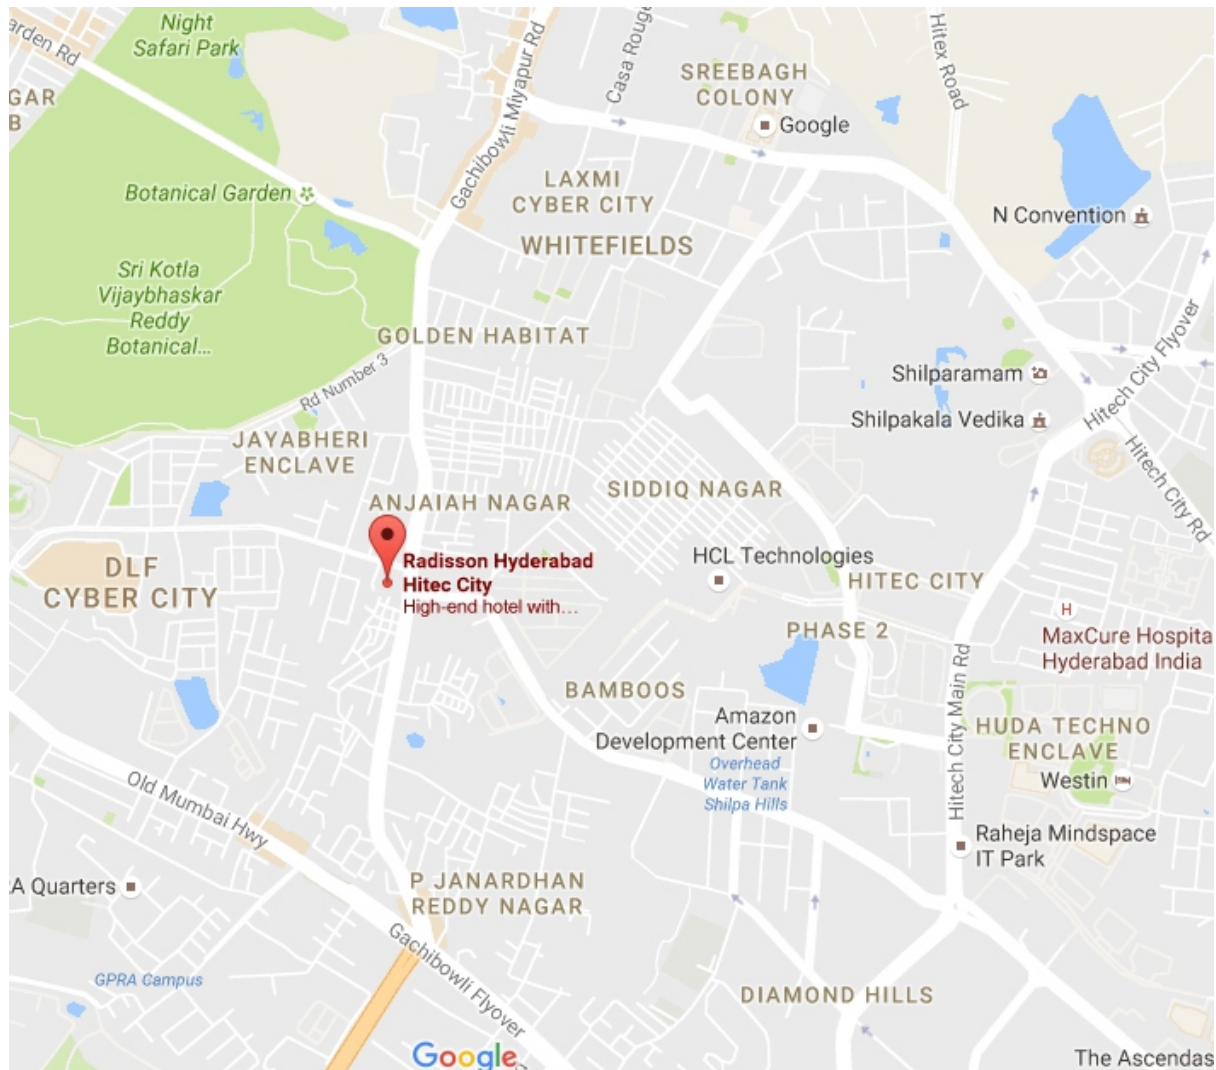 Night
Safari Park
arden Rd
Gachibowli Miyapur Rd
Casa Rouge
Hitex Road
SREEBAGH
COLONY
Google
GAR
B
Botanical Garden
LAXMI
CYBER CITY
N Convention
WHITEFIELDS
Sri Kotla
Vijaybhaskar
Reddy
Botanical...
GOLDEN HABITAT
Rd Number 3
Hitech City Flyover
Shilparamam
Shilpakala Vedika
JAYABHERI
ENCLAVE
Hitech City Rd
SIDDIQ NAGAR
ANJAIAH NAGAR
Radisson Hyderabad
Hitec City
High-end hotel with...
DLF
CYBER CITY
HCL Technologies
HITEC CITY
MaxCure Hospita
Hyderabad India
H
PHASE 2
BAMBOOS
Hitech City Main Rd
Amazon
Development Center
Overhead
Water Tank
Shilpa Hills
HUDA TECHNO
ENCLAVE
Westin
Old Mumbai Hwy
Raheja Mindspace
IT Park
A Quarters
P JANARDHAN
REDDY NAGAR
Gachibowli Flyover
GPRA Campus
DIAMOND HILLS
Google
The Ascendas